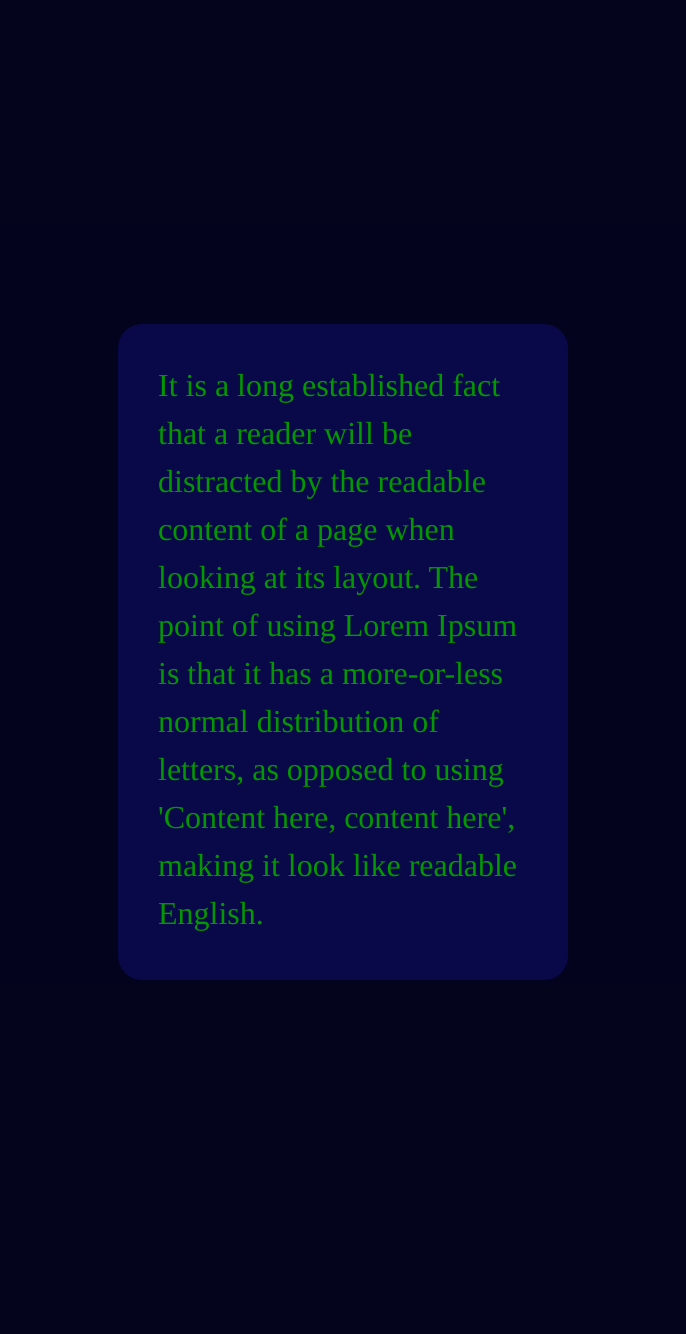 It is a long established fact
that a reader will be
distracted by the readable
content of a page when
looking at its layout. The
point of using Lorem Ipsum
is that it has a more-or-less
normal distribution of
letters, as opposed to using
'Content here, content here',
making it look like readable
English.